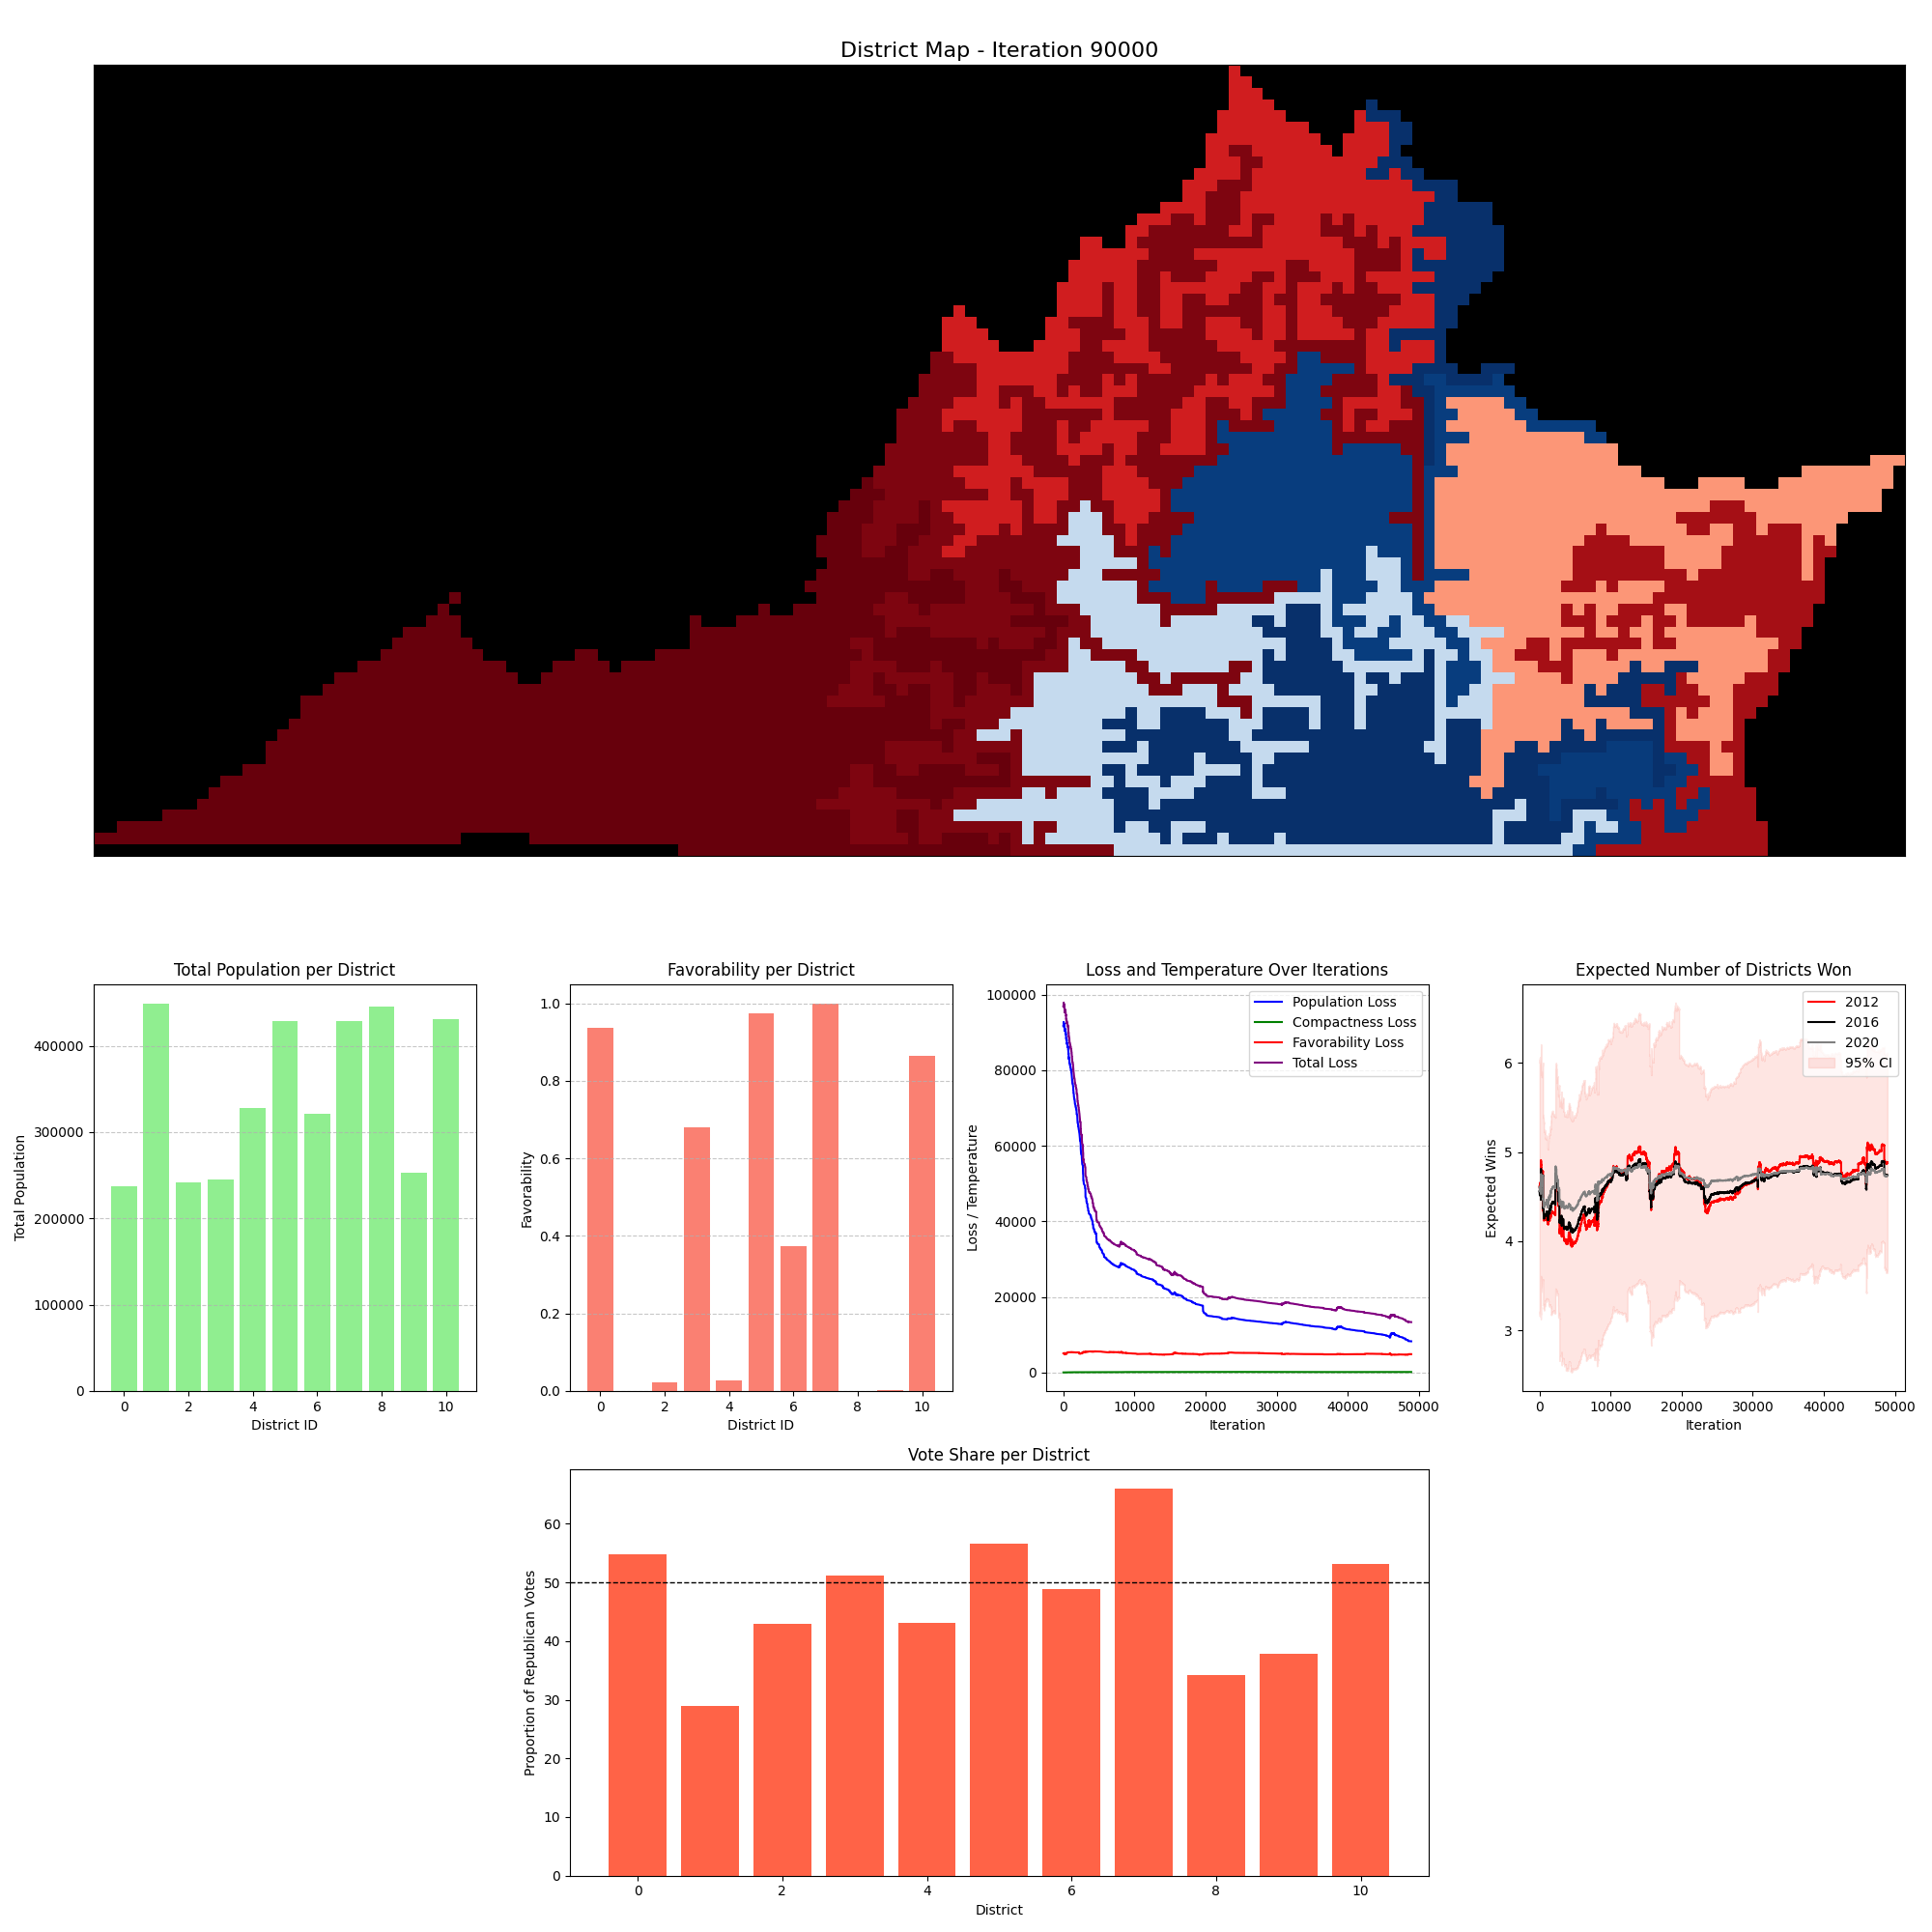 District Map - Iteration 90000
Total Population per District
Total Population
400000
300000
200000
100000
0
0 2 4 6 8 10
District ID
Favorability per District
Favorability
1.0
0.8
0.6
0.4
0.2
0.0
0 2 4 6 8 10
District ID
Loss and Temperature Over Iterations
Loss / Temperature
100000
80000
60000
40000
20000
0
Population Loss
Compactness Loss
Favorability Loss
Total Loss
0 10000 20000 30000 40000 50000
Iteration
Expected Number of Districts Won
Expected Wins
6
5
4
3
2012
2016
2020
95% CI
0 10000 20000 30000 40000 50000
Iteration
Vote Share per District
Proportion of Republican Votes
60
50
40
30
20
10
0
0 2 4 6 8 10
District